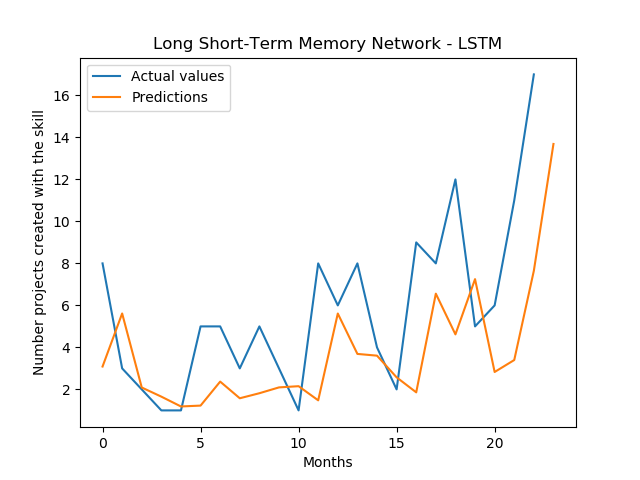 Long Short-Term Memory Network - LSTM
Actual values
Predictions
Number projects created with the skill
16
14
12
10
8
6
4
2
0
5
10
15
20
Months